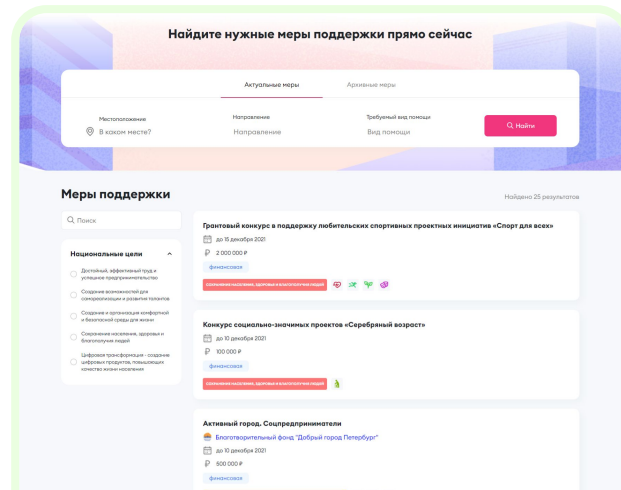 Найдите нужные меры поддержки прямо сейчас
Актуальные меры
Архивные меры
Местоположение
Направление
Требуемый вид помощи
В каком месте?
Направление
Вид помощи
Найти
Меры поддержки
Найдено 25 результатов
Поиск
Национальные цели
Достойный, эффективный труд и
успешное предпринимательство
Создание возможностей для
самореализации и развития талантов
Создание и организация комфортной
и безопасной среды для жизни
Сохранение населения, здоровья и
благополучия людей
Цифровая трансформация - создание
цифровых продуктов, повышающих
качество жизни населения
Грантовый конкурс в поддержку любительских спортивных проектных инициатив «Спорт для всех»
до 15 декабря 2021
₽ 2 000 000 ₽
финансовая
СОХРАНЕНИЕ НАСЕЛЕНИЯ, ЗДОРОВЬЯ И БЛАГОПОЛУЧИЯ ЛЮДЕЙ
Конкурс социально-значимых проектов «Серебряный возраст»
до 10 декабря 2021
₽ 100 000 ₽
финансовая
СОХРАНЕНИЕ НАСЕЛЕНИЯ, ЗДОРОВЬЯ И БЛАГОПОЛУЧИЯ ЛЮДЕЙ
Активный город. Соцпредприниматели
Благотворительный фонд "Добрый город Петербург"
до 10 декабря 2021
₽ 500 000 ₽
финансовая